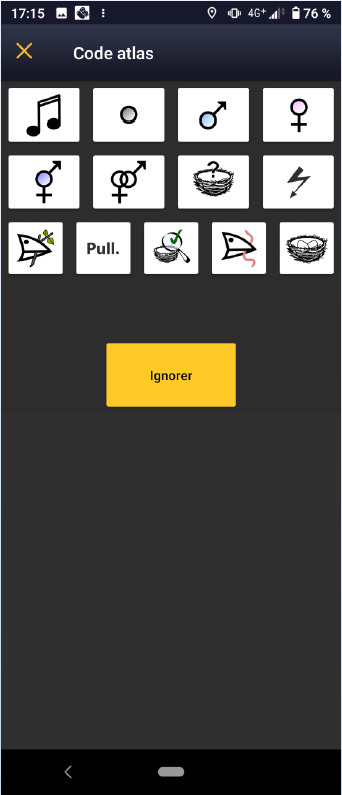 17:15 4G+ 76 %
Code atlas
?
Pull.
Ignorer